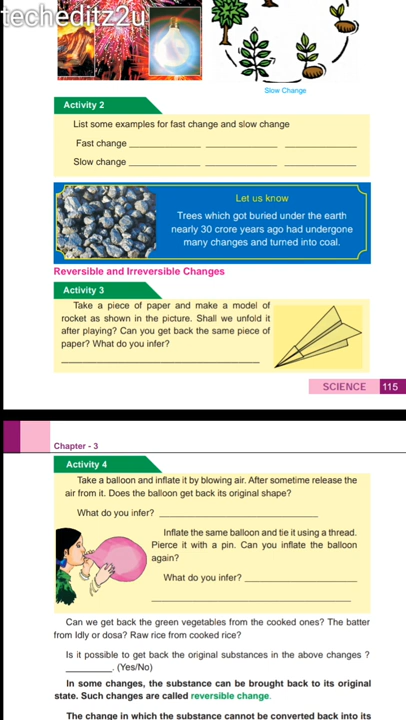 techeditz2u
Slow Change
Activity 2
List some examples for fast change and slow change
Fast change _______________ _______________ _______________
Slow change _______________ _______________ _______________
Let us know
Trees which got buried under the earth
nearly 30 crore years ago had undergone
many changes and turned into coal.
Reversible and Irreversible Changes
Activity 3
Take a piece of paper and make a model of
rocket as shown in the picture. Shall we unfold it
after playing? Can you get back the same piece of
paper? What do you infer?
SCIENCE 115
Chapter - 3
Activity 4
Take a balloon and inflate it by blowing air. After sometime release the
air from it. Does the balloon get back its original shape?
What do you infer? _______________
Inflate the same balloon and tie it using a thread.
Pierce it with a pin. Can you inflate the balloon
again?
What do you infer? _______________
Can we get back the green vegetables from the cooked ones? The batter
from Idly or dosa? Raw rice from cooked rice?
Is it possible to get back the original substances in the above changes ?
_________. (Yes/No)
In some changes, the substance can be brought back to its original
state. Such changes are called reversible change.
The change in which the substance cannot be converted back into its